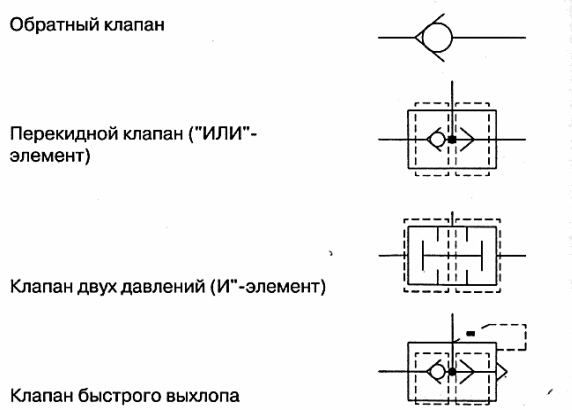 Обратный клапан
Перекидной клапан ("ИЛИ"-
элемент)
Клапан двух давлений (И"-элемент)
Клапан быстрого выхлопа